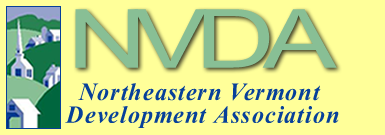 NVDA
Northeastern Vermont
Development Association